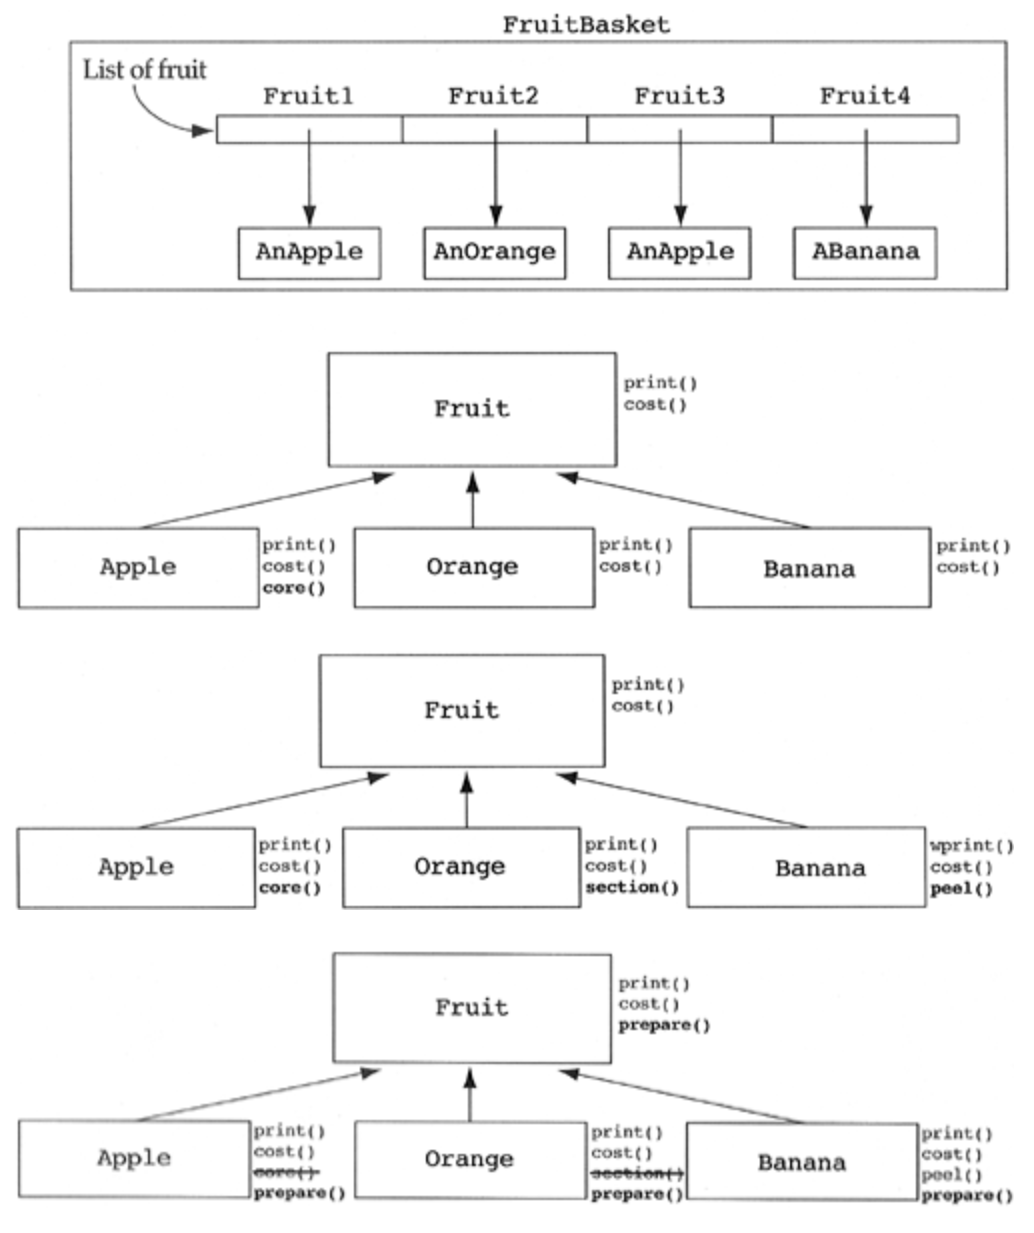 FruitBasket
List of fruit
Fruit1 Fruit2 Fruit3 Fruit4
AnApple AnOrange AnApple ABanana
Fruit
print()
cost()
Apple
print()
cost()
core()
Orange
print()
cost()
Banana
print()
cost()
Fruit
print()
cost()
Apple
print()
cost()
core()
Orange
print()
cost()
section()
Banana
wprint()
cost()
peel()
Fruit
print()
cost()
prepare()
Apple
print()
cost()
core()
prepare()
Orange
print()
cost()
section()
prepare()
Banana
print()
cost()
peel()
prepare()